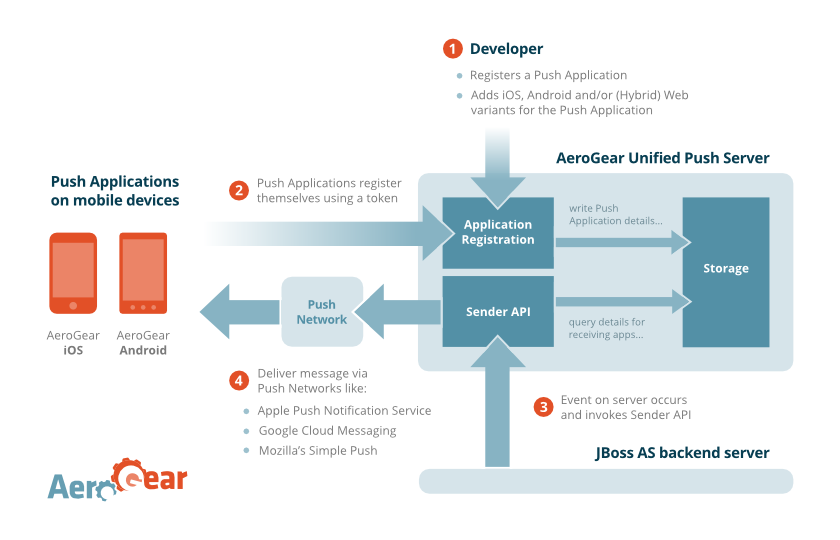 1 Developer
Registers a Push Application
Adds iOS, Android and/or (Hybrid) Web
variants for the Push Application
AeroGear Unified Push Server
Push Applications
on mobile devices
2 Push Applications register
themselves using a token
Application
Registration
write Push
Application details...
Storage
Push
Network
Sender API
query details for
receiving apps...
AeroGear
iOS
AeroGear
Android
4 Deliver message via
Push Networks like:
Apple Push Notification Service
Google Cloud Messaging
Mozilla's Simple Push
3 Event on server occurs
and invokes Sender API
JBoss AS backend server
AeroGear